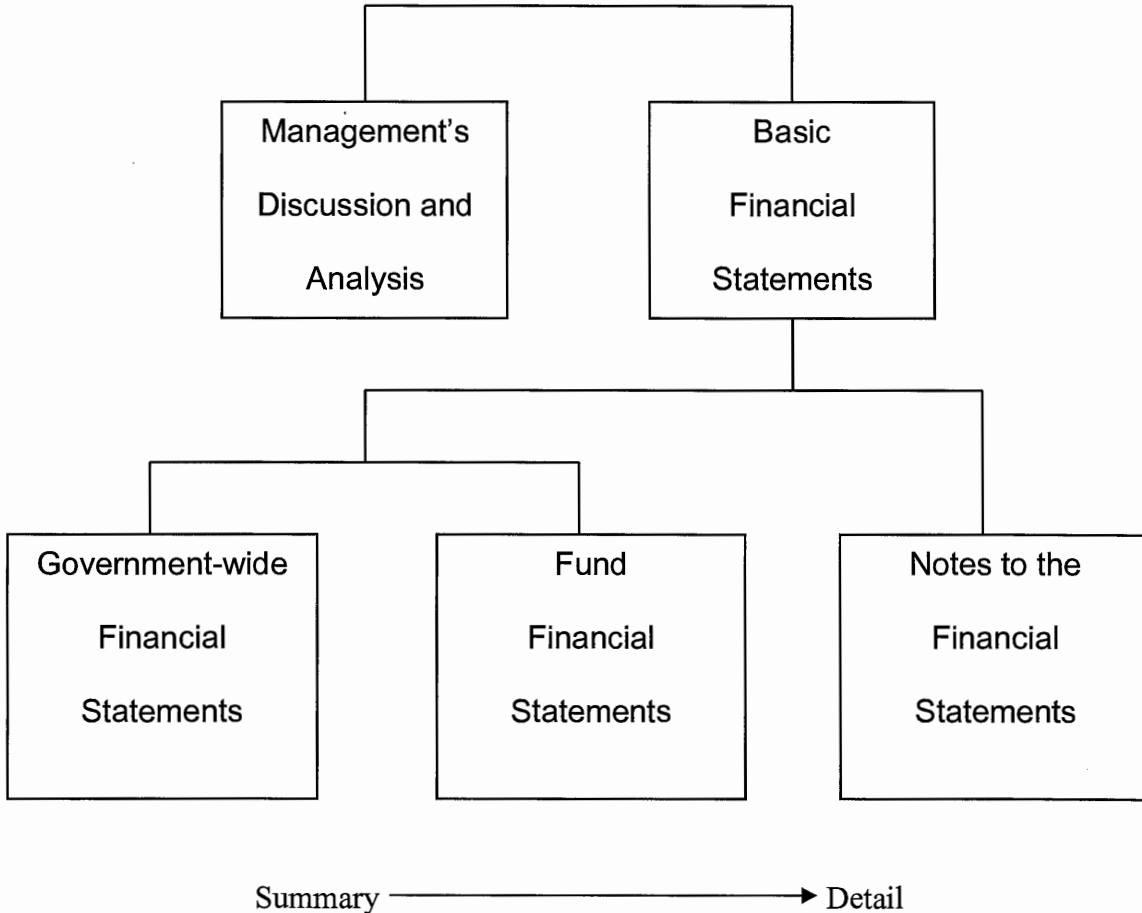 Management's
Discussion and
Analysis
Basic
Financial
Statements
Government-wide
Financial
Statements
Fund
Financial
Statements
Notes to the
Financial
Statements
Summary
Detail